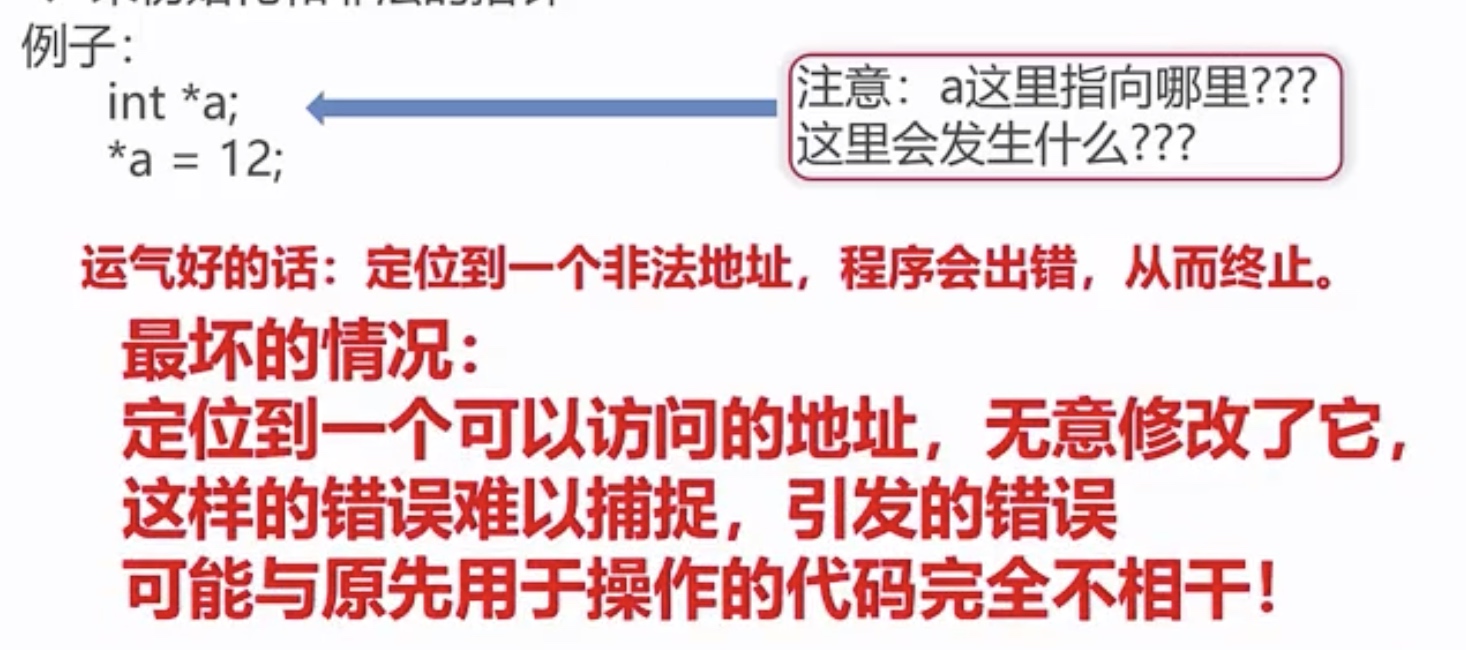 例子：
int *a;
*a = 12;
注意：a这里指向哪里???
这里会发生什么???
运气好的话：定位到一个非法地址，程序会出错，从而终止。
最坏的情况：
定位到一个可以访问的地址，无意修改了它，
这样的错误难以捕捉，引发的错误
可能与原先用于操作的代码完全不相干！